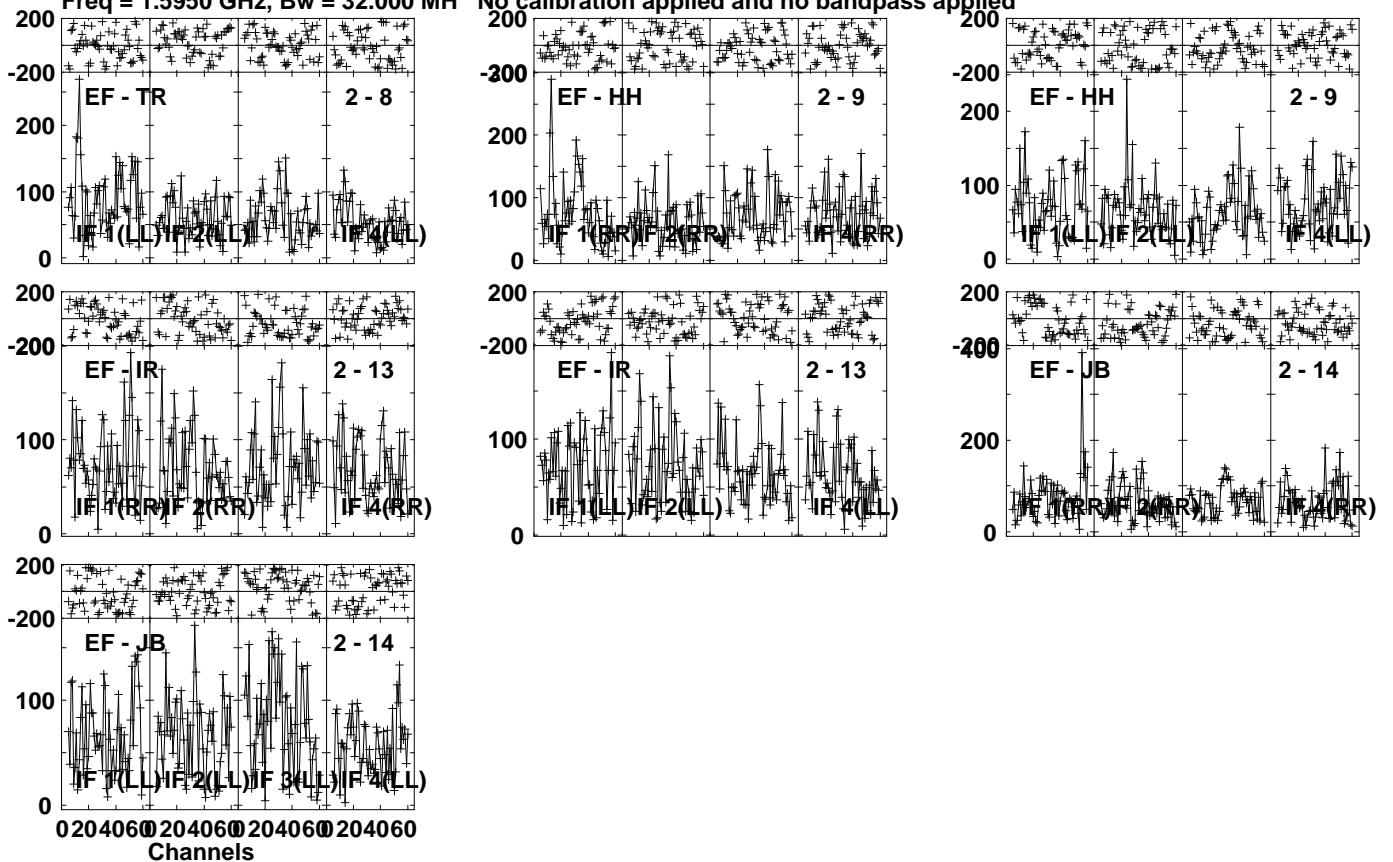 Freq = 1.5950 GHz, Bw = 32.000 MH No calibration applied and no bandpass applied
200
-200
EF - TR 2 - 8
200
100
0
IF 1(LL) IF 2(LL) IF 4(LL)
-200
300
EF - HH 2 - 9
200
100
0
IF 1(RR) IF 2(RR) IF 4(RR)
200
-200
EF - HH 2 - 9
200
100
0
IF 1(LL) IF 2(LL) IF 4(LL)
200
-200
200
EF - IR 2 - 13
100
0
IF 1(RR) IF 2(RR) IF 4(RR)
200
-200
EF - IR 2 - 13
100
0
IF 1(LL) IF 2(LL) IF 4(LL)
200
-200
400
EF - JB 2 - 14
200
0
IF 1(RR) IF 2(RR) IF 4(RR)
200
-200
EF - JB 2 - 14
100
0
IF 1(LL) IF 2(LL) IF 3(LL) IF 4(LL)
0 20 40 60 0 20 40 60 0 20 40 60 0 20 40 60
Channels